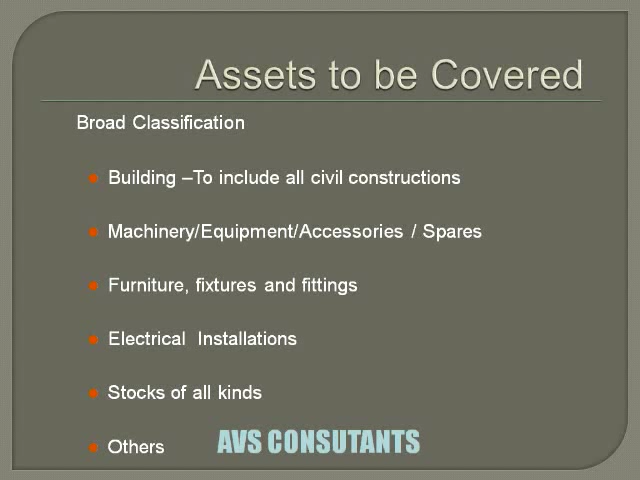 Assets to be Covered
Broad Classification
Building –To include all civil constructions
Machinery/Equipment/Accessories / Spares
Furniture, fixtures and fittings
Electrical Installations
Stocks of all kinds
Others
AVS CONSUTANTS